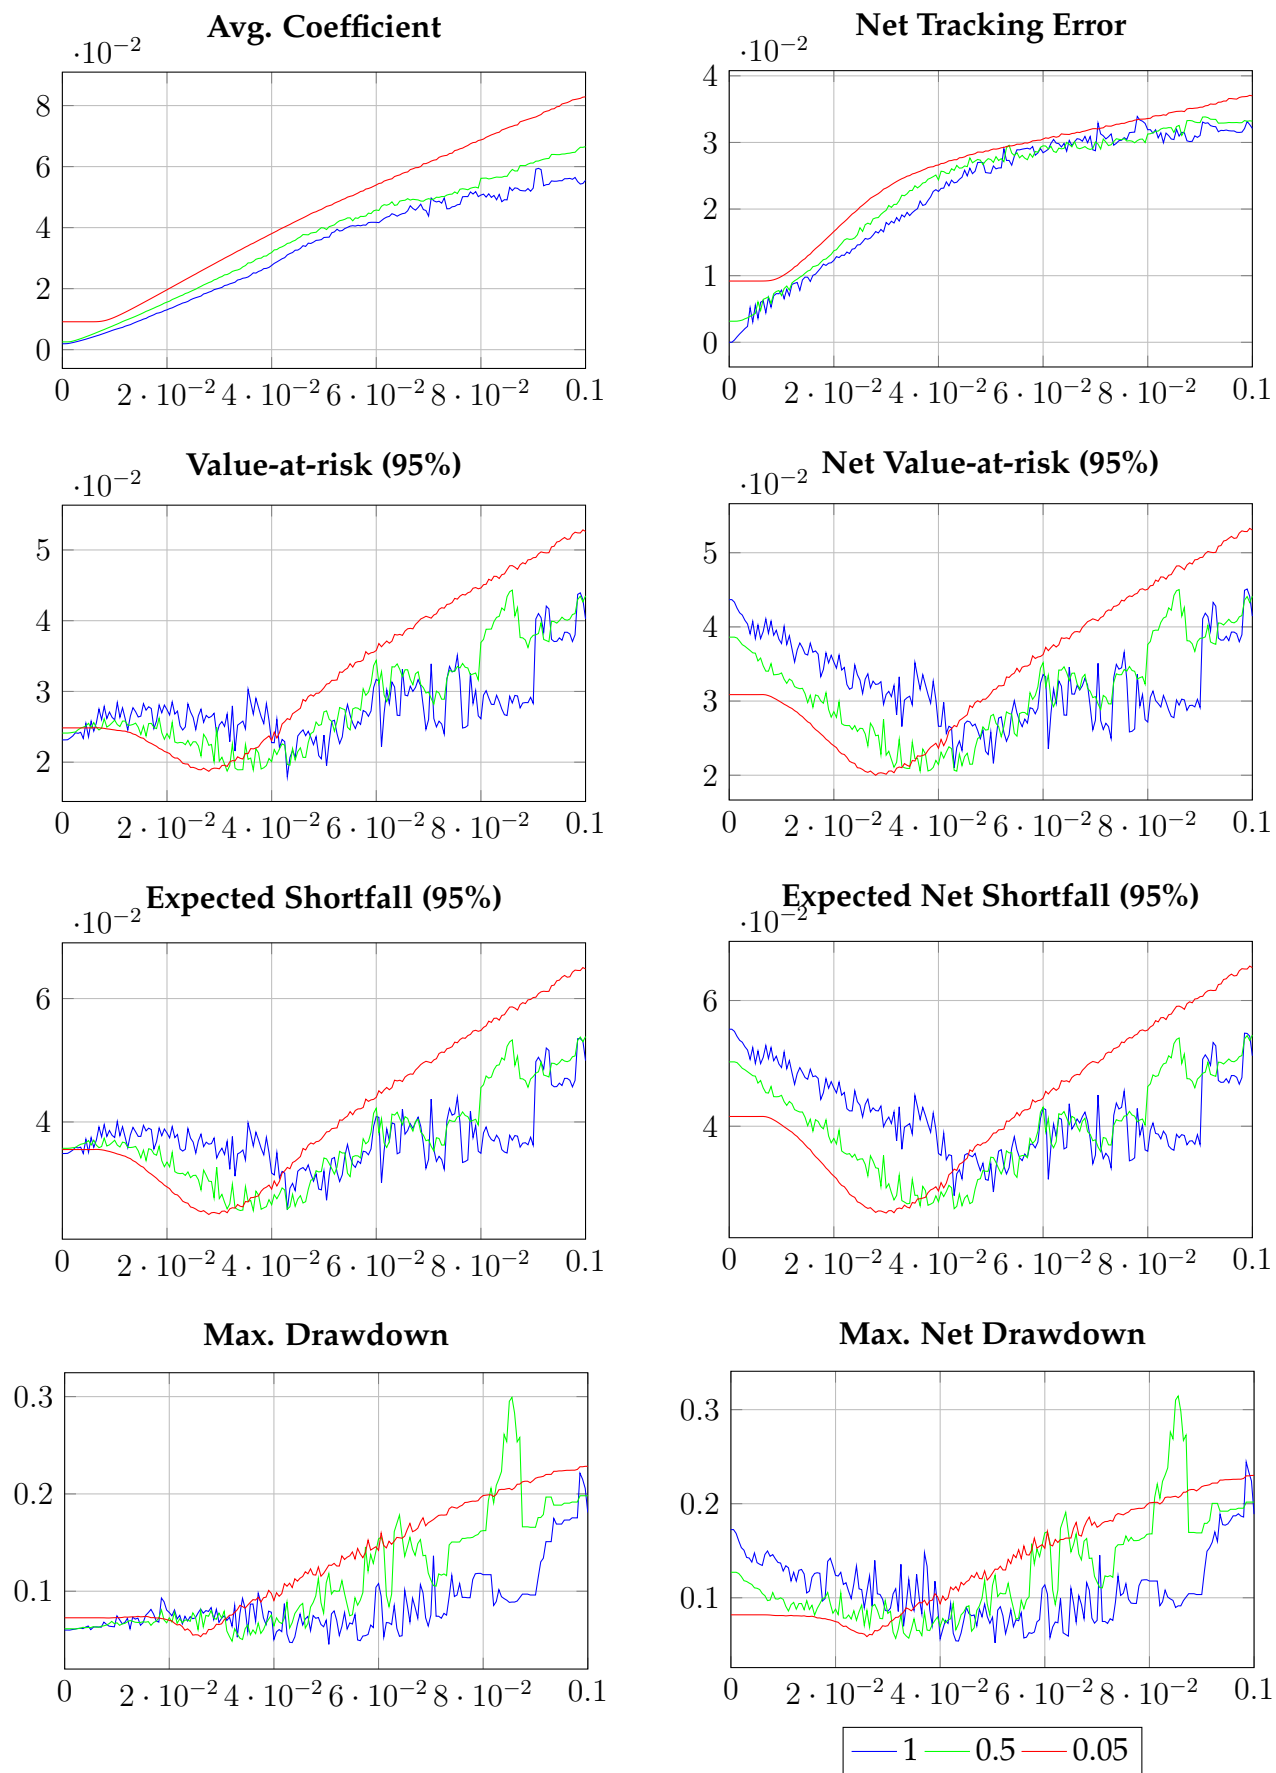 Avg. Coefficient
·10⁻²
8
6
4
2
0
0 2 · 10⁻² 4 · 10⁻² 6 · 10⁻² 8 · 10⁻² 0.1
Net Tracking Error
·10⁻²
4
3
2
1
0
0 2 · 10⁻² 4 · 10⁻² 6 · 10⁻² 8 · 10⁻² 0.1
Value-at-risk (95%)
·10⁻²
5
4
3
2
0 2 · 10⁻² 4 · 10⁻² 6 · 10⁻² 8 · 10⁻² 0.1
Net Value-at-risk (95%)
·10⁻²
5
4
3
2
0 2 · 10⁻² 4 · 10⁻² 6 · 10⁻² 8 · 10⁻² 0.1
Expected Shortfall (95%)
·10⁻²
6
4
0 2 · 10⁻² 4 · 10⁻² 6 · 10⁻² 8 · 10⁻² 0.1
Expected Net Shortfall (95%)
·10⁻²
6
4
0 2 · 10⁻² 4 · 10⁻² 6 · 10⁻² 8 · 10⁻² 0.1
Max. Drawdown
0.3
0.2
0.1
0 2 · 10⁻² 4 · 10⁻² 6 · 10⁻² 8 · 10⁻² 0.1
Max. Net Drawdown
0.3
0.2
0.1
0 2 · 10⁻² 4 · 10⁻² 6 · 10⁻² 8 · 10⁻² 0.1
1 0.5 0.05